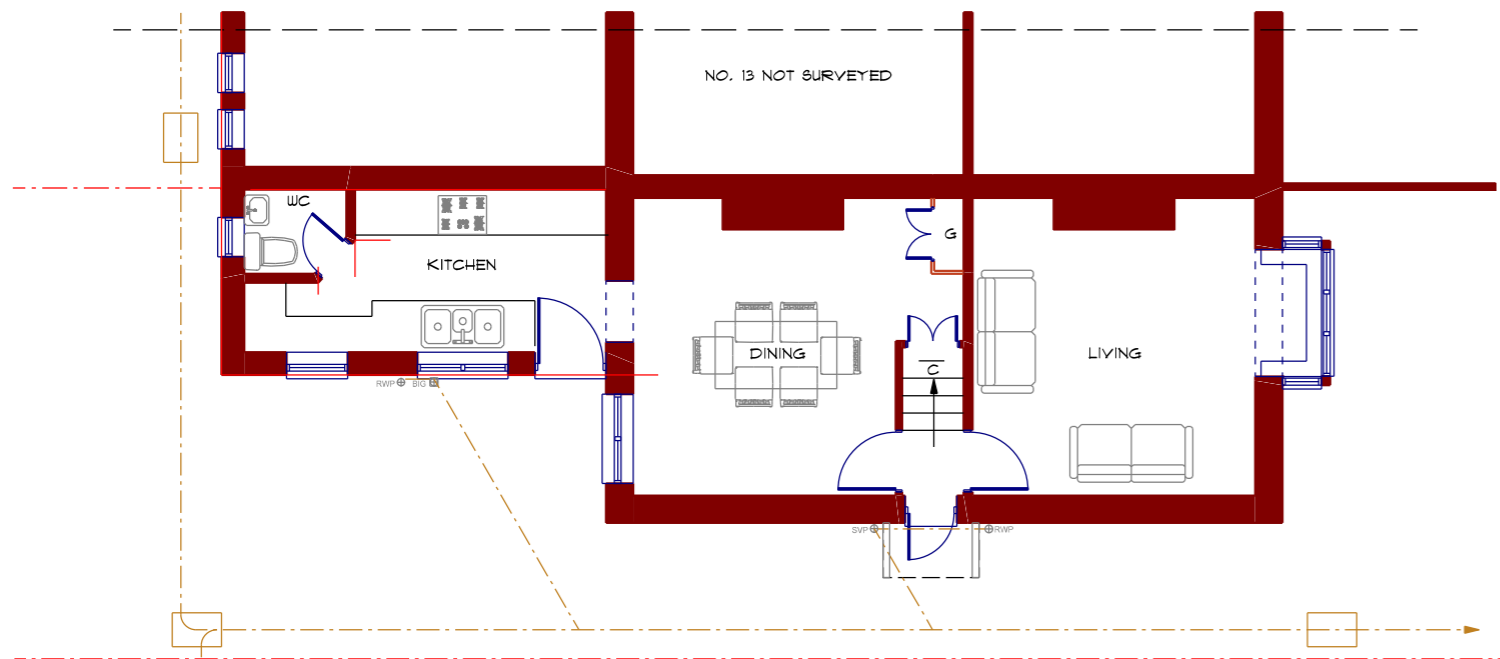 NO. 13 NOT SURVEYED
WC
G
KITCHEN
DINING
LIVING
C
RWP
BIG
SVP
RWP